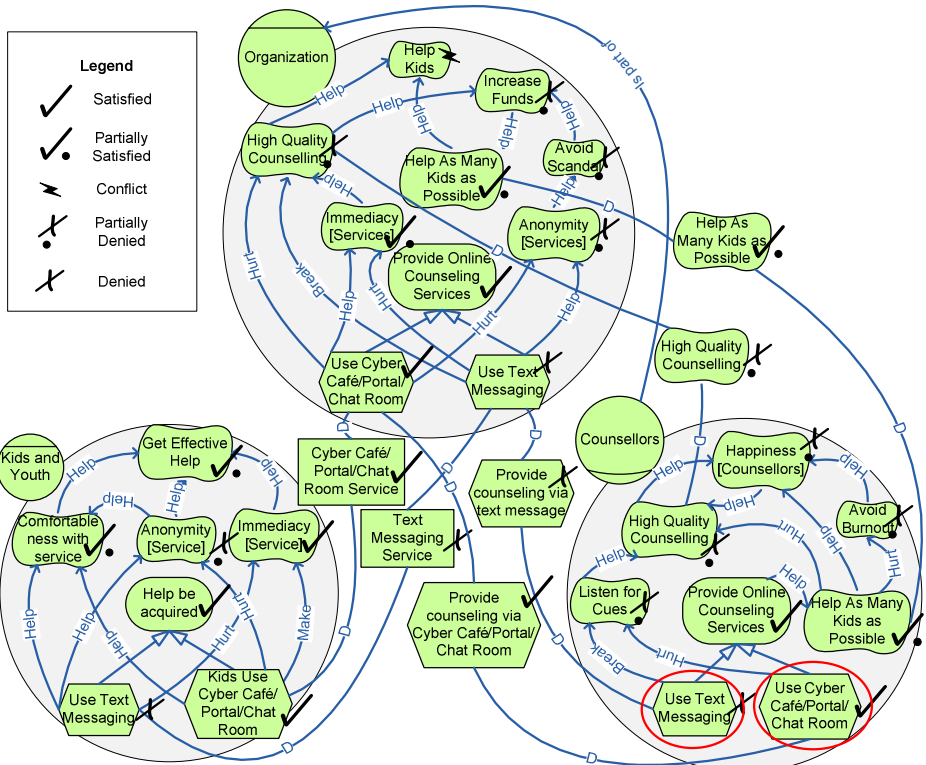 Legend
Satisfied
Partially
Satisfied
Conflict
Partially
Denied
Denied
Organization
Help
Kids
Increase
Funds
High Quality
Counselling
Help As Many
Kids as
Possible
Avoid
Scandal
Immediacy
[Services]
Anonymity
[Services]
Provide Online
Counseling
Services
Use Cyber
Café/Portal/
Chat Room
Use Text
Messaging
Help
Help
Help
Help
Help
Help
Help
Hurt
Break
Help
Hurt
Hurt
Help
is part of
D
D
Help As
Many Kids as
Possible
High Quality
Counselling
D
D
Counsellors
Happiness
[Counsellors]
High Quality
Counselling
Avoid
Burnout
Listen for
Cues
Provide Online
Counseling
Services
Help As Many
Kids as
Possible
Use Text
Messaging
Use Cyber
Café/Portal/
Chat Room
Help
Help
Help
Hurt
Help
Hurt
Help
Help
Break
Hurt
Kids and
Youth
Get Effective
Help
Comfortable
ness with
service
Anonymity
[Service]
Immediacy
[Service]
Help be
acquired
Use Text
Messaging
Kids Use
Cyber Café/
Portal/Chat
Room
Help
Help
Help
Help
Help
Help
Help
Hurt
Hurt
Make
D
D
D
D
D
D
D
Cyber Café/
Portal/Chat
Room Service
Text
Messaging
Service
Provide
counseling via
text message
Provide
counseling via
Cyber Café/Portal/
Chat Room
D
D